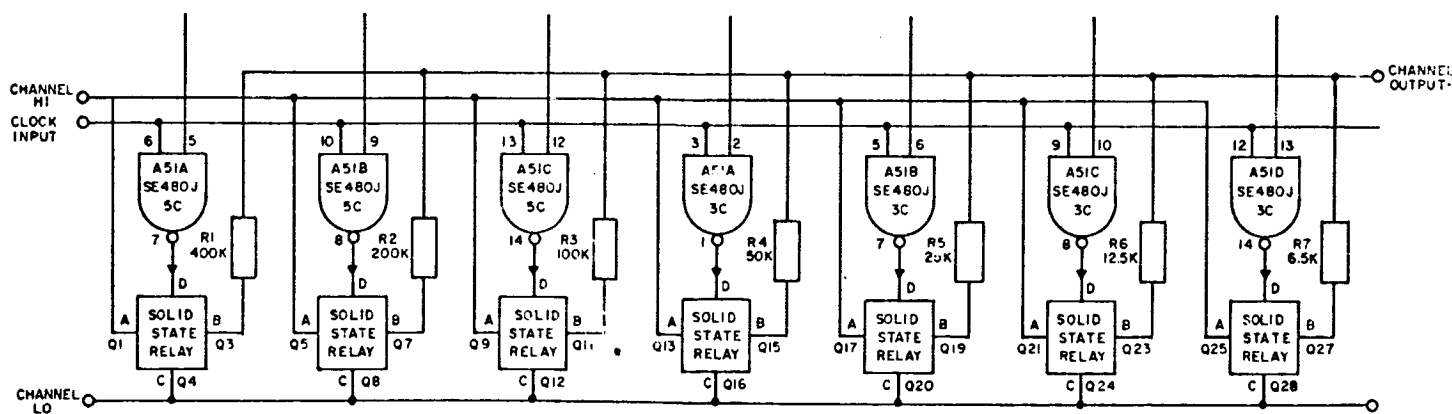 CHANNEL HI
CLOCK INPUT
CHANNEL OUTPUT
6 5
10 9
13 12
3 2
5 6
9 10
12 13
A51A
SE480J
5C
A51B
SE480J
5C
A51C
SE480J
5C
A51A
SE480J
3C
A51B
SE480J
3C
A51C
SE480J
3C
A51D
SE480J
3C
7
8
14
1
7
8
14
R1
400K
R2
200K
R3
100K
R4
50K
R5
25K
R6
12.5K
R7
6.5K
D
D
D
D
D
D
D
A
Q1
SOLID
STATE
RELAY
B
Q3
A
Q5
SOLID
STATE
RELAY
B
Q7
A
Q9
SOLID
STATE
RELAY
B
Q11
A
Q13
SOLID
STATE
RELAY
B
Q15
A
Q17
SOLID
STATE
RELAY
B
Q19
A
Q21
SOLID
STATE
RELAY
B
Q23
A
Q25
SOLID
STATE
RELAY
B
Q27
C Q4
C Q8
C Q12
C Q16
C Q20
C Q24
C Q28
CHANNEL
LO